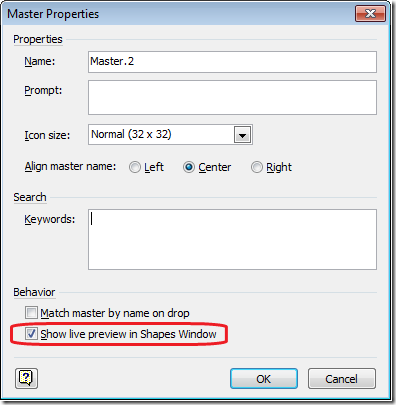 Master Properties
Properties
Name: Master.2
Prompt:
Icon size: Normal (32 x 32)
Align master name: Left Center Right
Search
Keywords:
Behavior
Match master by name on drop
Show live preview in Shapes Window
? OK Cancel